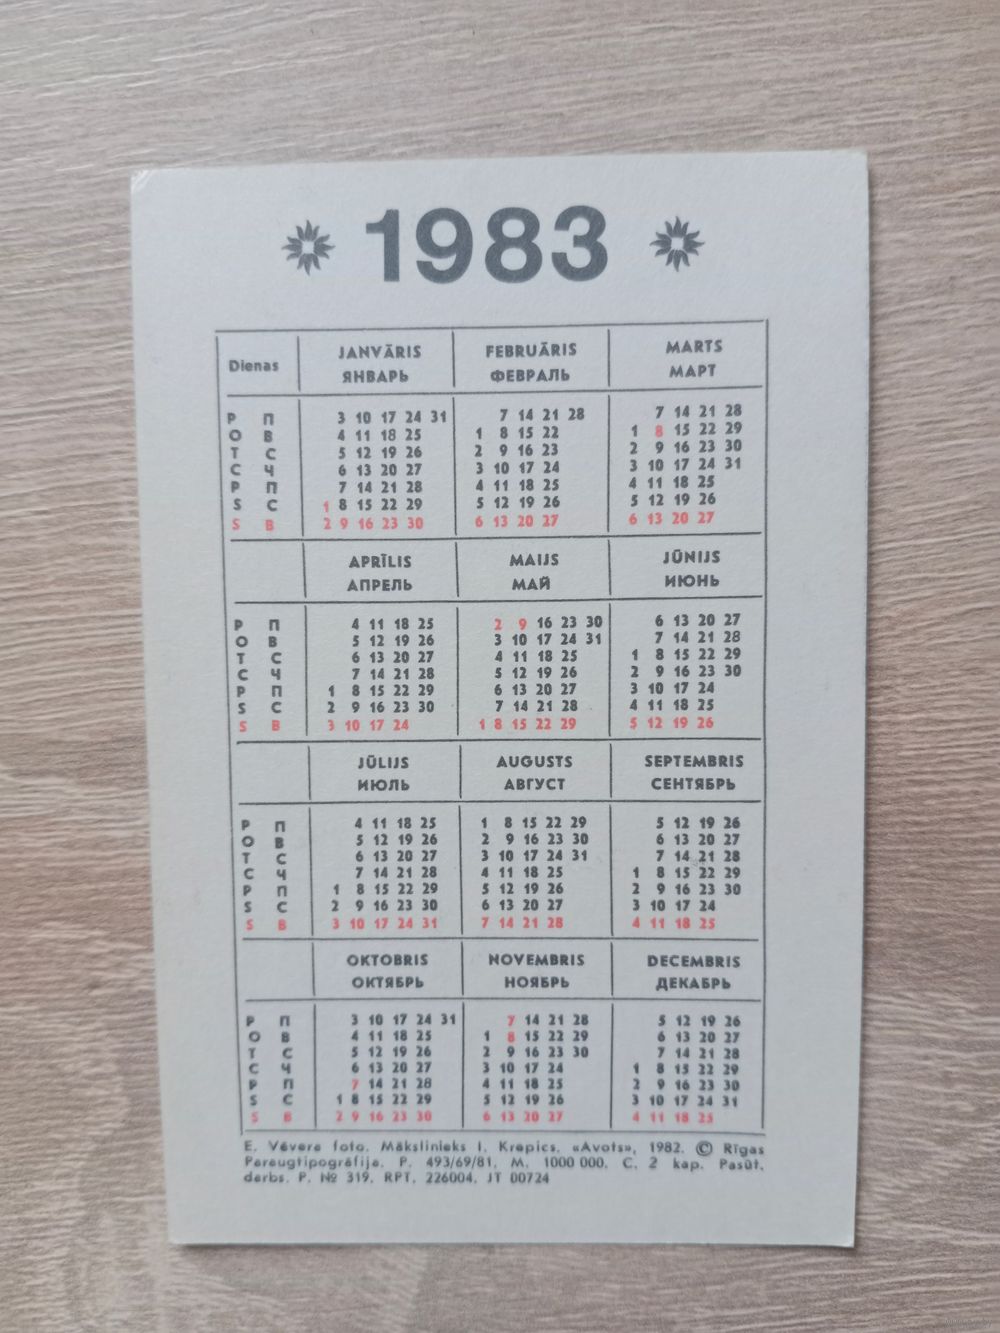 1983
Dienas JANVĀRIS FEBRUĀRIS MARTS
ЯНВАРЬ ФЕВРАЛЬ МАРТ
P П 3 10 17 24 31 7 14 21 28 7 14 21 28
O В 4 11 18 25 1 8 15 22 1 8 15 22 29
T С 5 12 19 26 2 9 16 23 2 9 16 23 30
C Ч 6 13 20 27 3 10 17 24 3 10 17 24 31
P П 7 14 21 28 4 11 18 25 4 11 18 25
S С 1 8 15 22 29 5 12 19 26 5 12 19 26
S В 2 9 16 23 30 6 13 20 27 6 13 20 27
APRĪLIS MAIJS JŪNIJS
АПРЕЛЬ МАЙ ИЮНЬ
P П 4 11 18 25 2 9 16 23 30 6 13 20 27
O В 5 12 19 26 3 10 17 24 31 7 14 21 28
T С 6 13 20 27 4 11 18 25 1 8 15 22 29
C Ч 7 14 21 28 5 12 19 26 2 9 16 23 30
P П 1 8 15 22 29 6 13 20 27 3 10 17 24
S С 2 9 16 23 30 7 14 21 28 4 11 18 25
S В 3 10 17 24 1 8 15 22 29 5 12 19 26
JŪLIJS AUGUSTS SEPTEMBRIS
ИЮЛЬ АВГУСТ СЕНТЯБРЬ
P П 4 11 18 25 1 8 15 22 29 5 12 19 26
O В 5 12 19 26 2 9 16 23 30 6 13 20 27
T С 6 13 20 27 3 10 17 24 31 7 14 21 28
C Ч 7 14 21 28 4 11 18 25 1 8 15 22 29
P П 1 8 15 22 29 5 12 19 26 2 9 16 23 30
S С 2 9 16 23 30 6 13 20 27 3 10 17 24
S В 3 10 17 24 31 7 14 21 28 4 11 18 25
OKTOBRIS NOVEMBRIS DECEMBRIS
ОКТЯБРЬ НОЯБРЬ ДЕКАБРЬ
P П 3 10 17 24 31 7 14 21 28 5 12 19 26
O В 4 11 18 25 1 8 15 22 29 6 13 20 27
T С 5 12 19 26 2 9 16 23 30 7 14 21 28
C Ч 6 13 20 27 3 10 17 24 1 8 15 22 29
P П 7 14 21 28 4 11 18 25 2 9 16 23 30
S С 1 8 15 22 29 5 12 19 26 3 10 17 24 31
S В 2 9 16 23 30 6 13 20 27 4 11 18 25
E. Vēvera foto. Mākslinieks I. Krepics. «Avots», 1982. © Rīgas
Paraugtipogrāfija. P. 493/69/81. M. 1000 000. C. 2 kap. Pasūt.
darbs. P. № 319. RPT. 226004. JT 00724